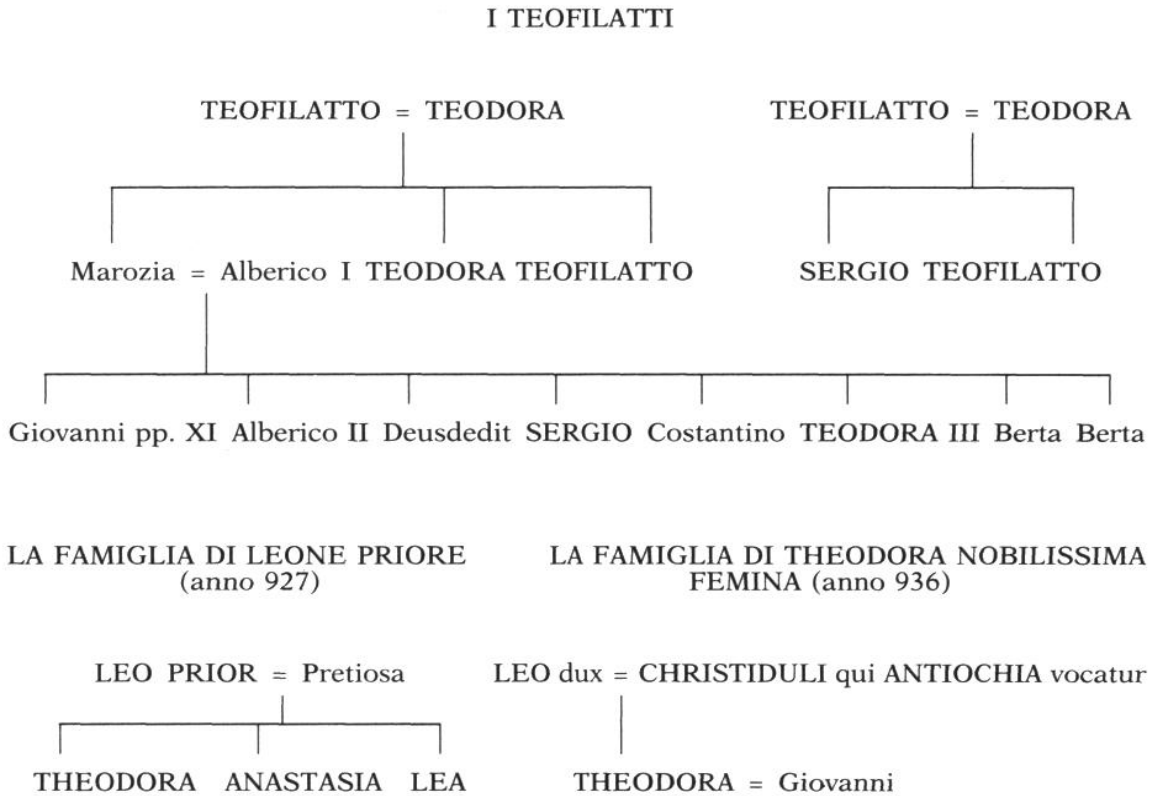 I TEOFILATTI
TEOFILATTO = TEODORA TEOFILATTO = TEODORA
Marozia = Alberico I TEODORA TEOFILATTO SERGIO TEOFILATTO
Giovanni pp. XI Alberico II Deusdedit SERGIO Costantino TEODORA III Berta Berta
LA FAMIGLIA DI LEONE PRIORE
(anno 927)
LA FAMIGLIA DI THEODORA NOBILISSIMA
FEMINA (anno 936)
LEO PRIOR = Pretiosa
THEODORA ANASTASIA LEA
LEO dux = CHRISTIDULI qui ANTIOCHIA vocatur
THEODORA = Giovanni